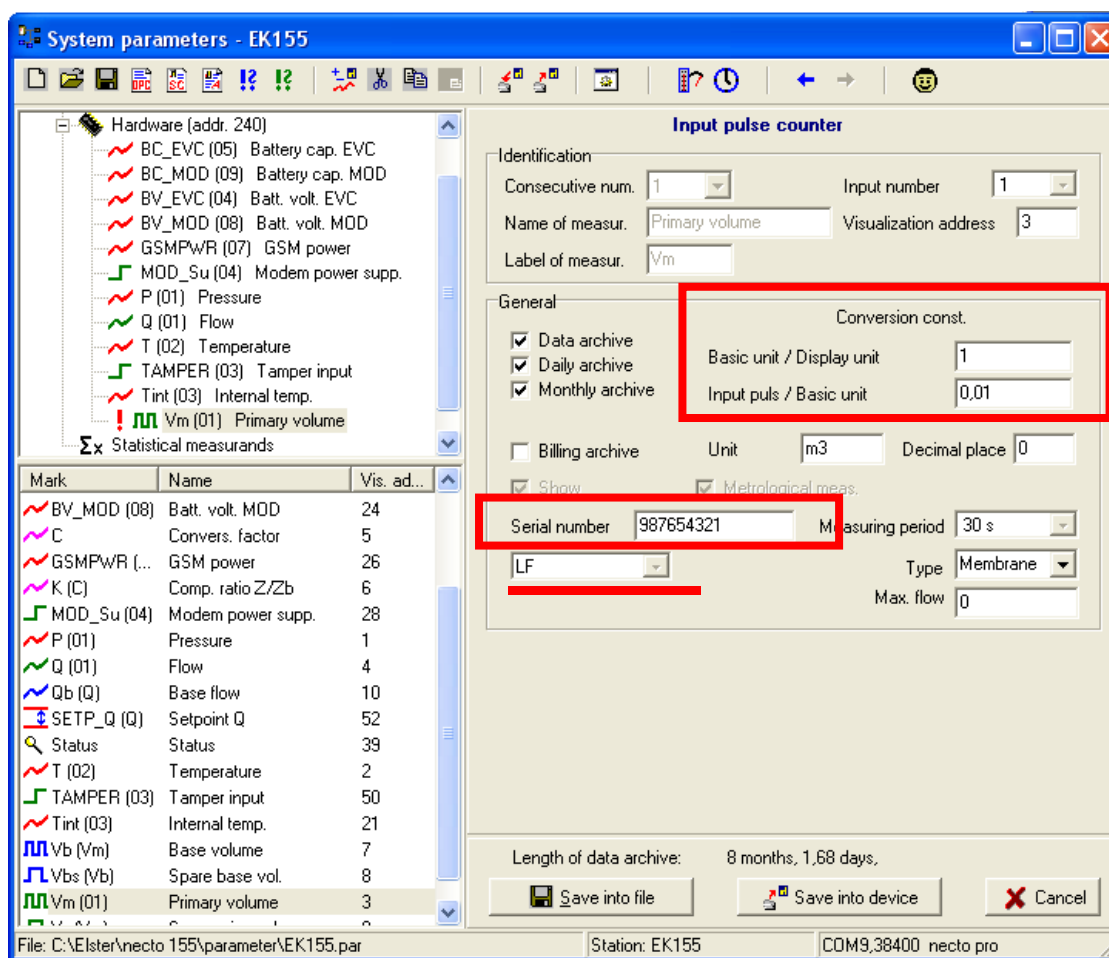 System parameters - EK155
DPC SC
Hardware (addr. 240)
BC_EVC (05) Battery cap. EVC
BC_MOD (09) Battery cap. MOD
BV_EVC (04) Batt. volt. EVC
BV_MOD (08) Batt. volt. MOD
GSMPWR (07) GSM power
MOD_Su (04) Modem power supp.
P (01) Pressure
Q (01) Flow
T (02) Temperature
TAMPER (03) Tamper input
Tint (03) Internal temp.
Vm (01) Primary volume
Σx Statistical measurands
Mark Name Vis. ad...
BV_MOD (08) Batt. volt. MOD 24
C Convers. factor 5
GSMPWR (... GSM power 26
K (C) Comp. ratio Z/Zb 6
MOD_Su (04) Modem power supp. 28
P (01) Pressure 1
Q (01) Flow 4
Qb (Q) Base flow 10
SETP_Q (Q) Setpoint Q 52
Status Status 39
T (02) Temperature 2
TAMPER (03) Tamper input 50
Tint (03) Internal temp. 21
Vb (Vm) Base volume 7
Vbs (Vb) Spare base vol. 8
Vm (01) Primary volume 3
Input pulse counter
Identification
Consecutive num. 1 Input number 1
Name of measur. Primary volume Visualization address 3
Label of measur. Vm
General
Conversion const.
Data archive
Daily archive
Monthly archive
Basic unit / Display unit 1
Input puls / Basic unit 0,01
Billing archive Unit m3 Decimal place 0
Show Metrological meas.
Serial number 987654321 Measuring period 30 s
LF Type Membrane
Max. flow 0
Length of data archive: 8 months, 1,68 days,
Save into file Save into device Cancel
File: C:\Elster\necto 155\parameter\EK155.par Station: EK155 COM9,38400 necto pro